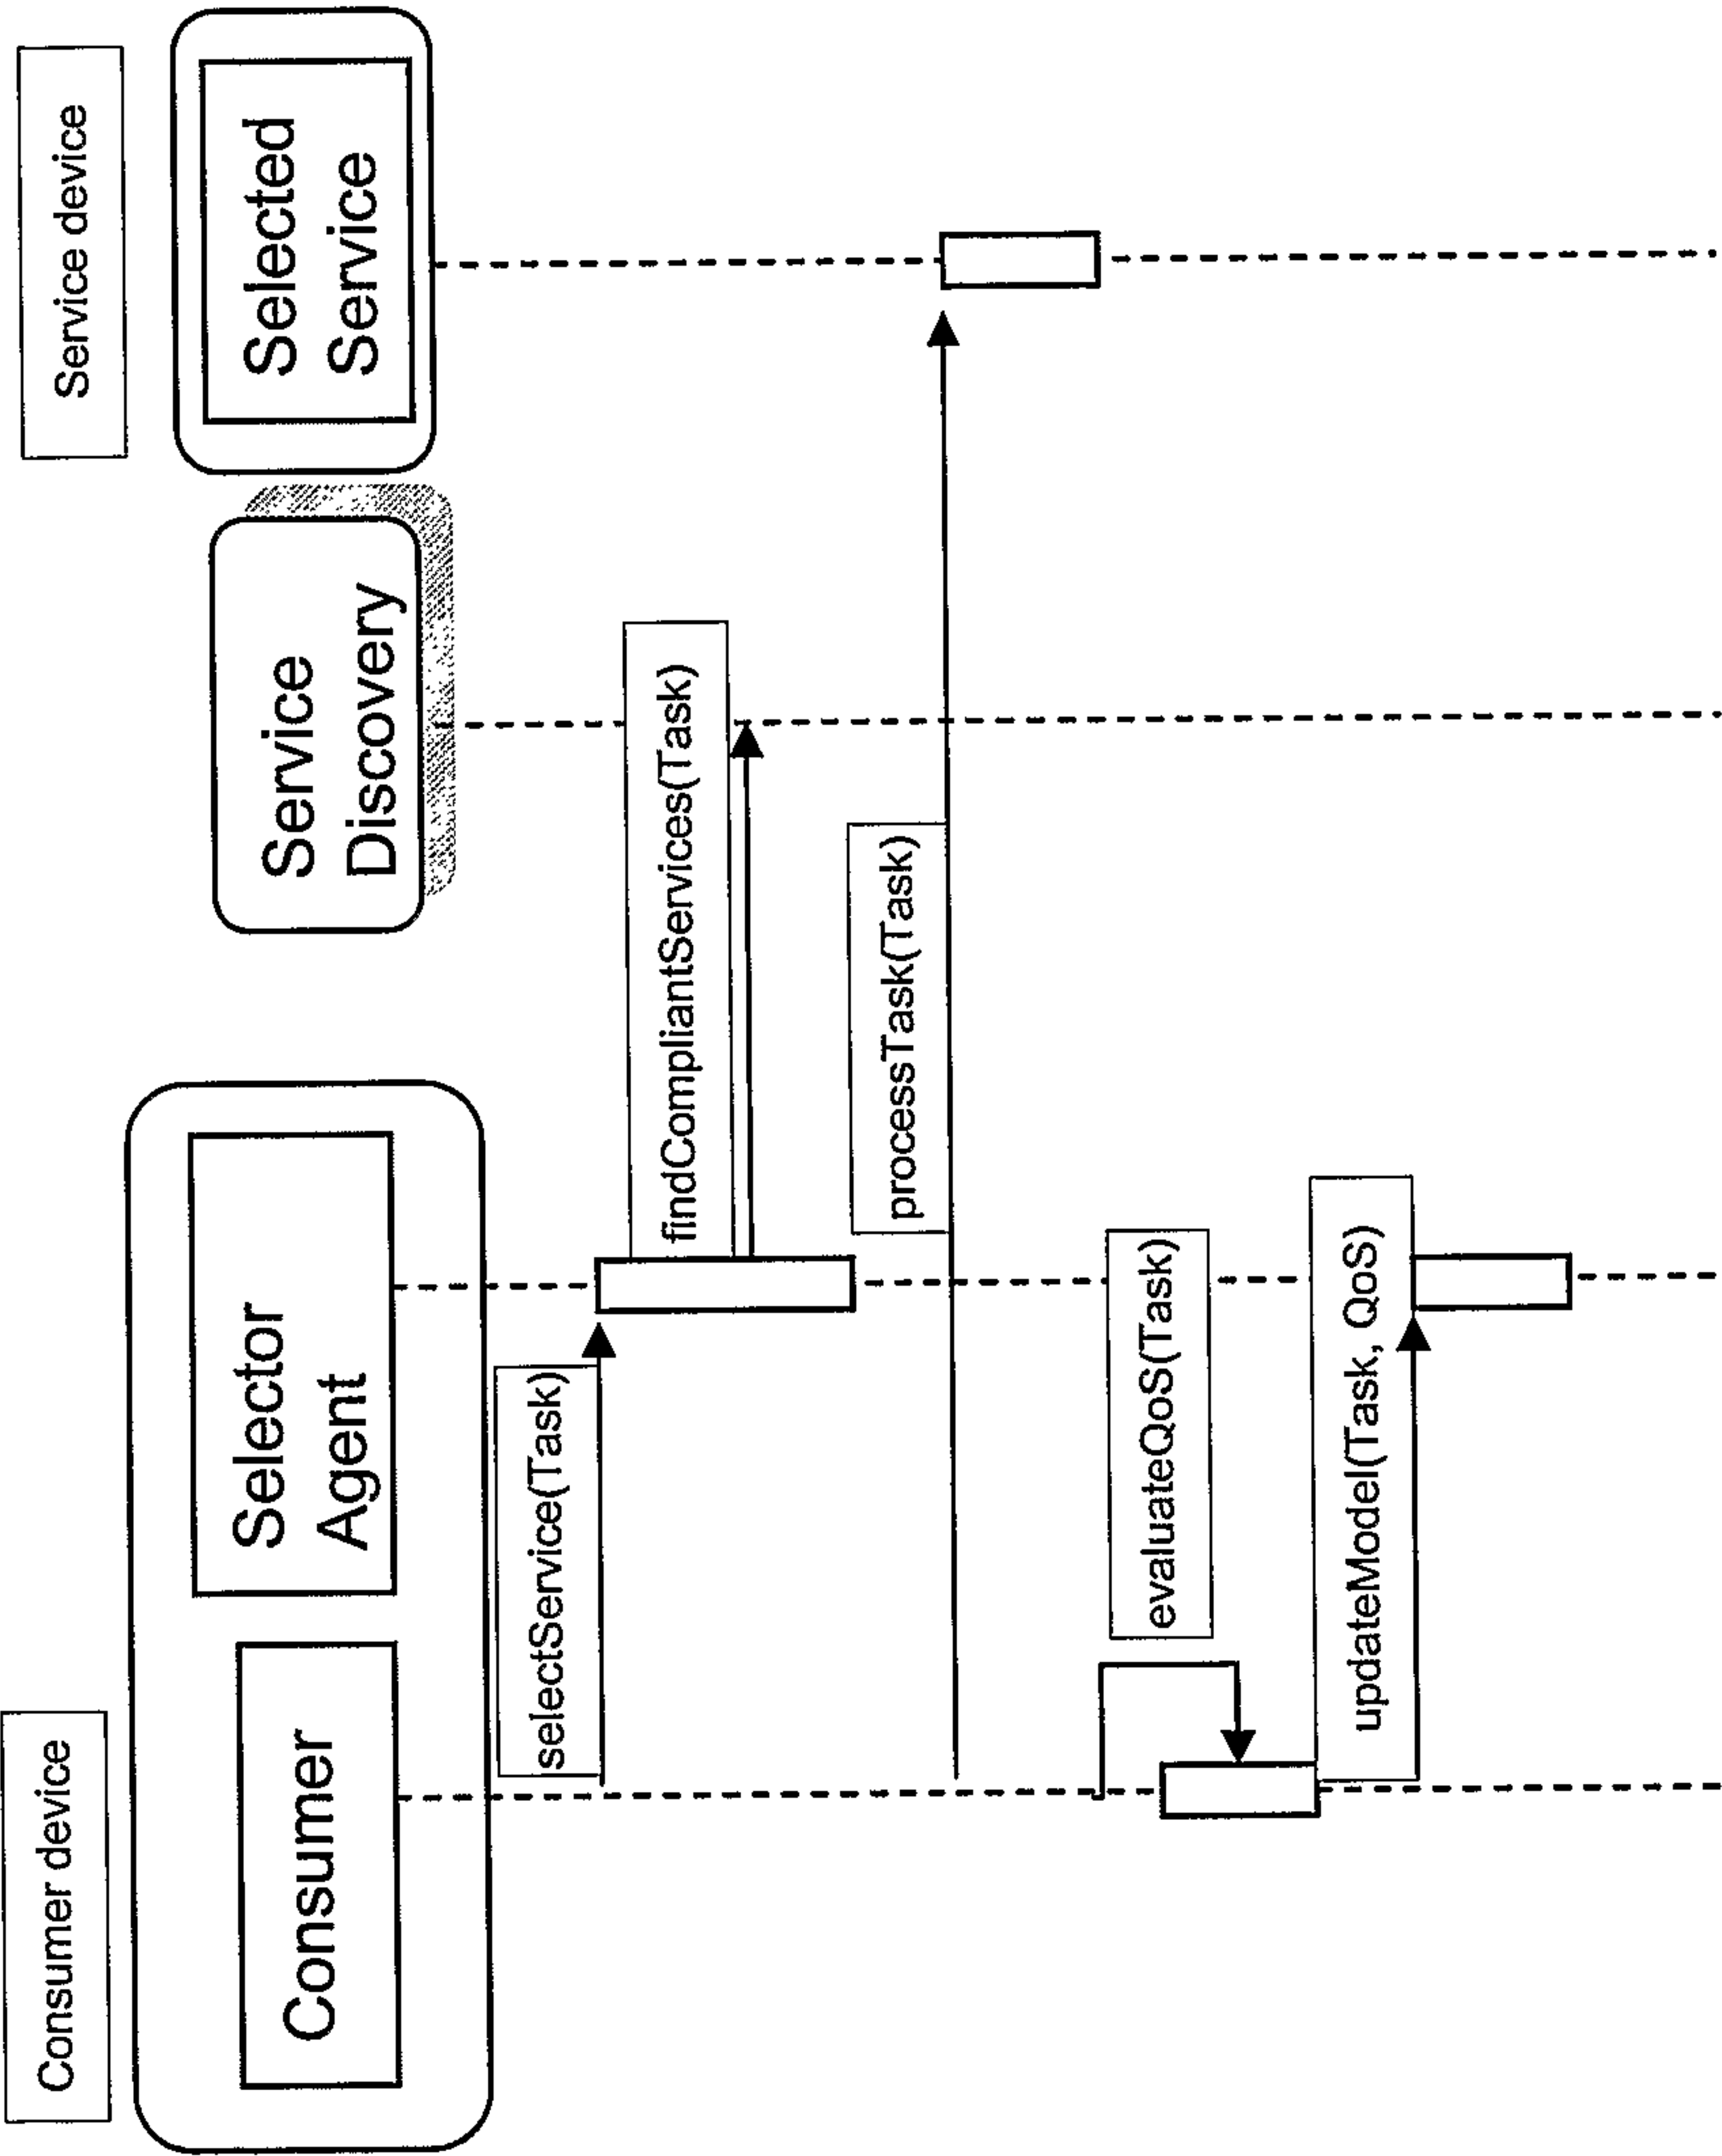 Consumer device
Service device
Consumer
Selector
Agent
Service
Discovery
Selected
Service
selectService(Task)
findCompliantServices(Task)
processTask(Task)
evaluateQoS(Task)
updateModel(Task, QoS)